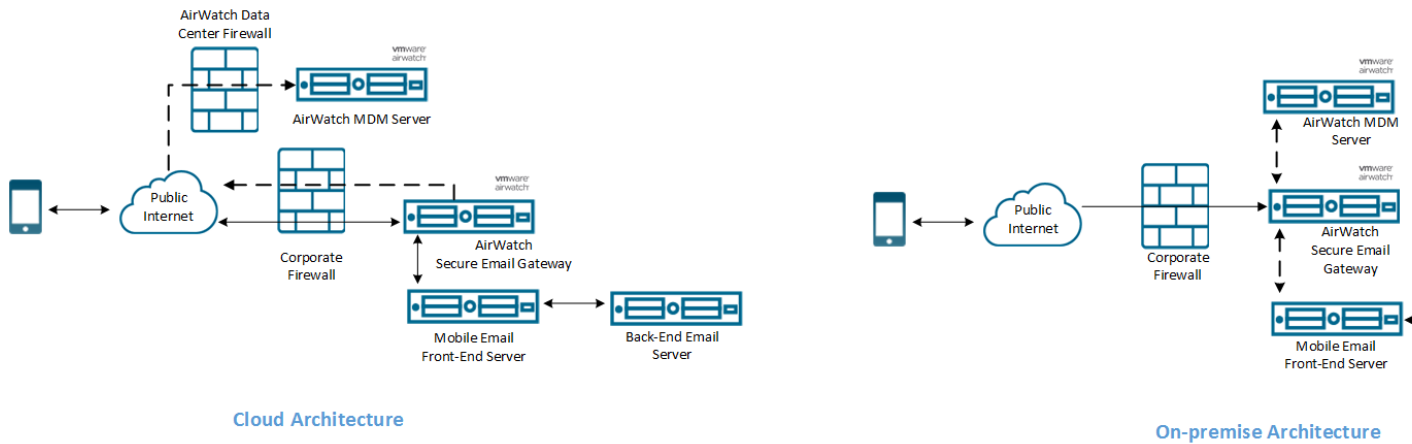 AirWatch Data
Center Firewall
vmware
airwatch
AirWatch MDM Server
Public
Internet
Corporate
Firewall
vmware
airwatch
AirWatch
Secure Email Gateway
Mobile Email
Front-End Server
Back-End Email
Server
Cloud Architecture
vmware
airwatch
AirWatch MDM
Server
Public
Internet
Corporate
Firewall
vmware
airwatch
AirWatch
Secure Email
Gateway
Mobile Email
Front-End Server
On-premise Architecture